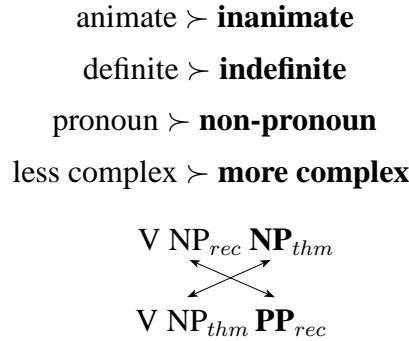 animate ≻ inanimate
definite ≻ indefinite
pronoun ≻ non-pronoun
less complex ≻ more complex
V NP_rec NP_thm
V NP_thm PP_rec